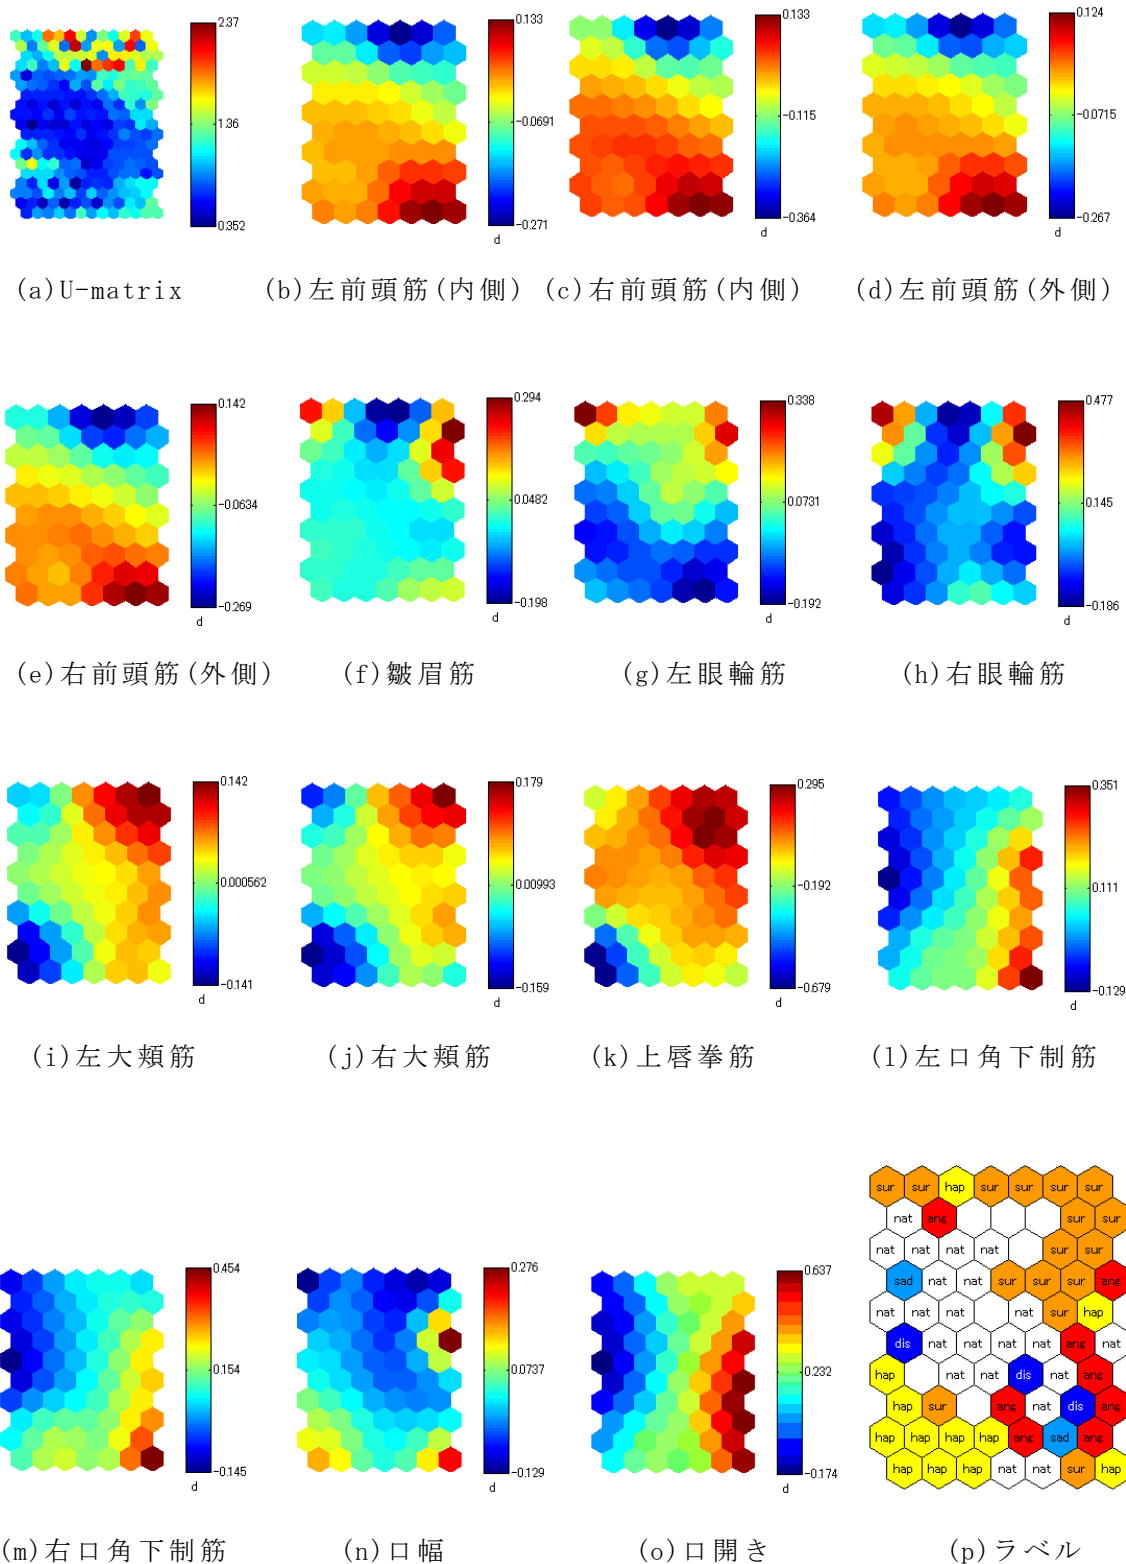 2.37
1.36
0.352
0.133
-0.0691
-0.271
d
0.133
-0.115
-0.364
d
0.124
-0.0715
-0.267
d
(a)U-matrix
(b)左前頭筋(内側)
(c)右前頭筋(内側)
(d)左前頭筋(外側)
0.142
-0.0634
-0.269
d
0.294
0.0482
-0.198
d
0.338
0.0731
-0.192
d
0.477
0.145
-0.186
d
(e)右前頭筋(外側)
(f)皺眉筋
(g)左眼輪筋
(h)右眼輪筋
0.142
0.000562
-0.141
d
0.179
0.00993
-0.159
d
0.295
-0.192
-0.679
d
0.351
0.111
-0.129
d
(i)左大頬筋
(j)右大頬筋
(k)上唇挙筋
(l)左口角下制筋
0.454
0.154
-0.145
d
0.276
0.0737
-0.129
d
0.637
0.232
-0.174
d
sur sur hap sur sur sur sur
nat ang sur sur
nat nat nat nat sur sur
sad nat nat sur sur sur ang
nat nat nat nat sur hap
dis nat nat nat nat ang nat
hap nat nat dis nat ang
hap sur ang nat dis ang
hap hap hap hap ang sad ang
hap hap hap nat nat sur hap
(m)右口角下制筋
(n)口幅
(o)口開き
(p)ラベル